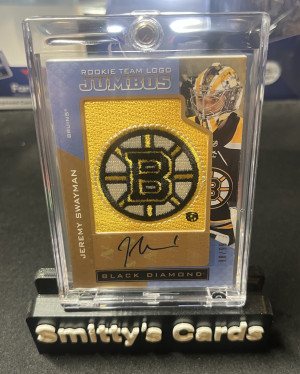 ROOKIE TEAM LOGO
JUMBOS
BRUINS
JEREMY SWAYMAN
B
BLACK DIAMOND
Smitty's Cards